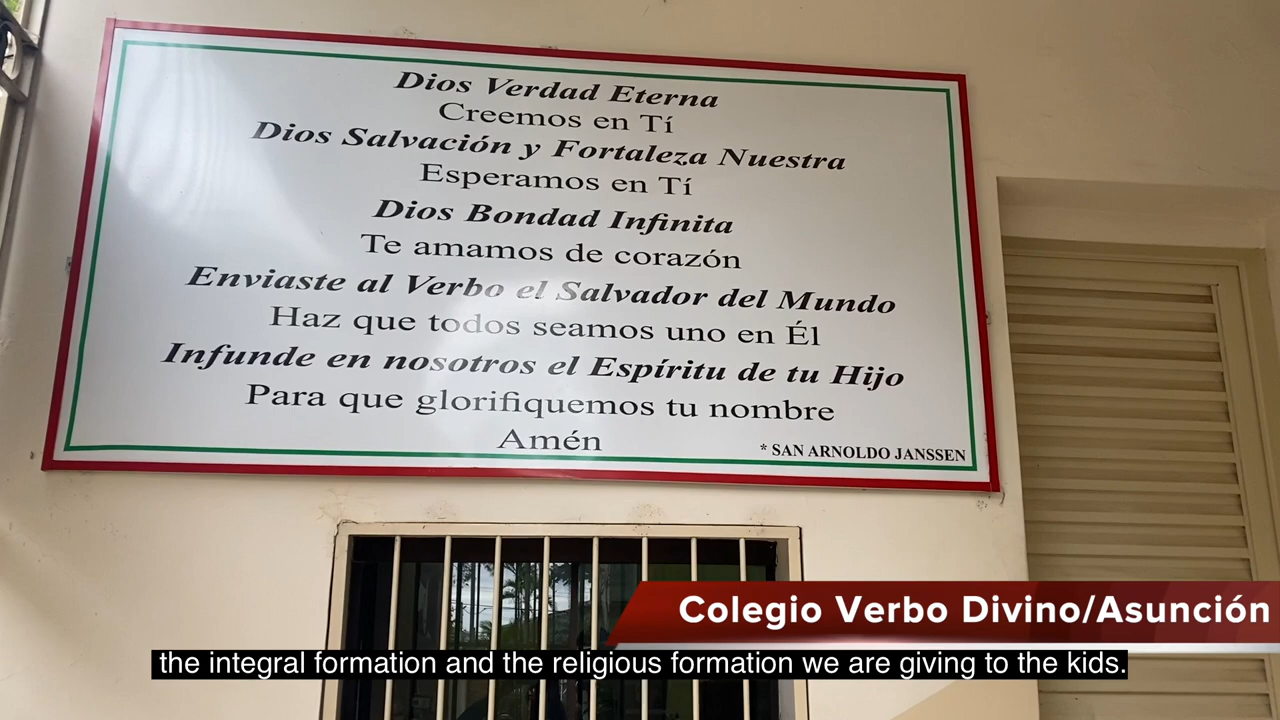 Dios Verdad Eterna
Creemos en Tí
Dios Salvación y Fortaleza Nuestra
Esperamos en Tí
Dios Bondad Infinita
Te amamos de corazón
Enviaste al Verbo el Salvador del Mundo
Haz que todos seamos uno en Él
Infunde en nosotros el Espíritu de tu Hijo
Para que glorifiquemos tu nombre
Amén
* SAN ARNOLDO JANSSEN
Colegio Verbo Divino/Asunción
the integral formation and the religious formation we are giving to the kids.